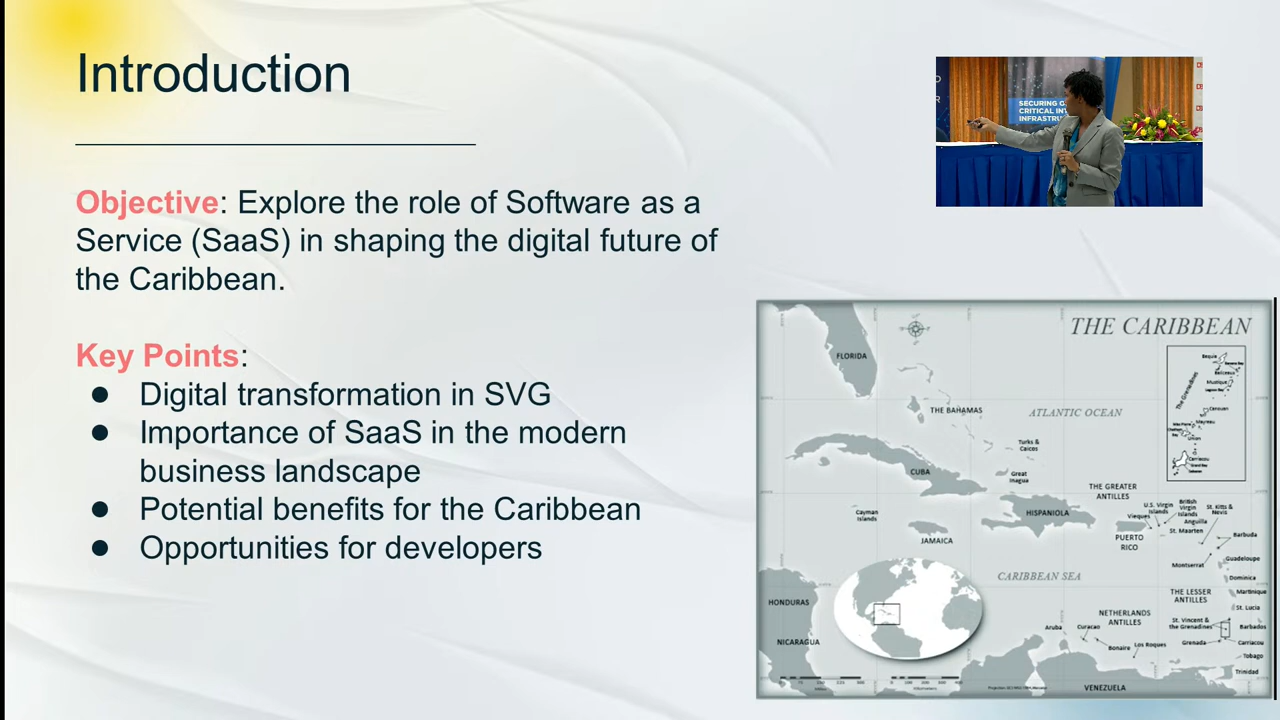 Introduction
Objective: Explore the role of Software as a
Service (SaaS) in shaping the digital future of
the Caribbean.
Key Points:
● Digital transformation in SVG
● Importance of SaaS in the modern
business landscape
● Potential benefits for the Caribbean
● Opportunities for developers
SECURING
CRITICAL
THE CARIBBEAN
FLORIDA
THE BAHAMAS
ATLANTIC OCEAN
Turks &
Caicos
CUBA
Great
Inagua
THE GREATER
ANTILLES
Cayman
Islands
HISPANIOLA
JAMAICA
Vieques
U.S. Virgin
Islands
British
Virgin
Islands
St. Kitts &
Nevis
Anguilla
St. Maarten
PUERTO
RICO
Barbuda
Montserrat
Guadeloupe
CARIBBEAN SEA
Dominica
THE LESSER
ANTILLES
Martinique
St. Lucia
HONDURAS
NETHERLANDS
ANTILLES
St. Vincent &
the Grenadines
Barbados
Aruba
Curacao
NICARAGUA
Bonaire
Los Roques
Grenada
Carriacou
Tobago
Trinidad
VENEZUELA
The Grenadines
Bequia
Mustique
Canouan
Mayreau
Union
Carriacou